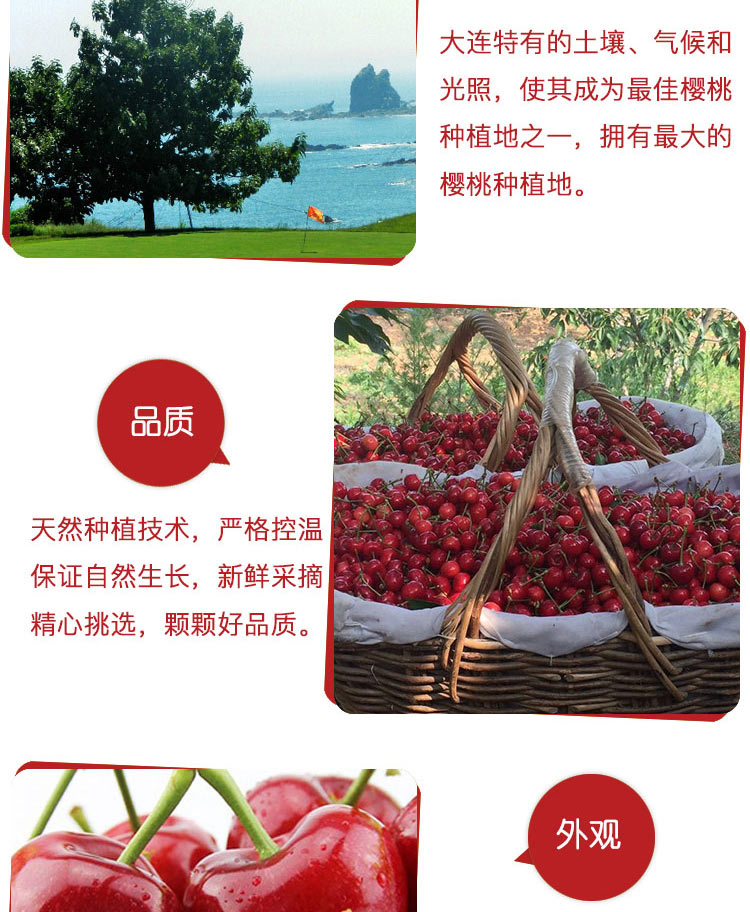 大连特有的土壤、气候和
光照，使其成为最佳樱桃
种植地之一，拥有最大的
樱桃种植地。
品质
天然种植技术，严格控温
保证自然生长，新鲜采摘
精心挑选，颗颗好品质。
外观